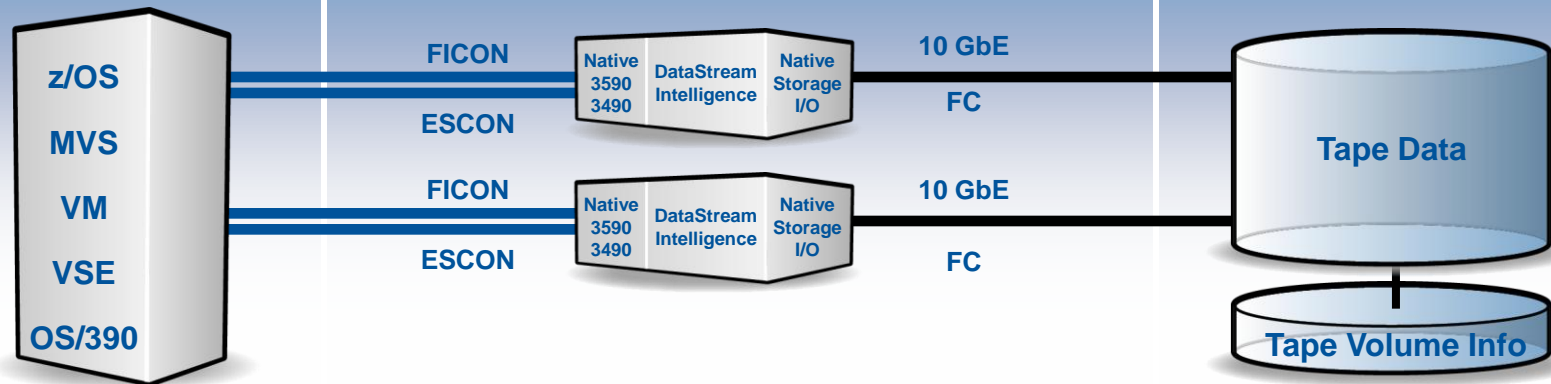 z/OS
MVS
VM
VSE
OS/390
FICON
ESCON
Native
3590
3490
DataStream
Intelligence
Native
Storage
I/O
10 GbE
FC
FICON
ESCON
Native
3590
3490
DataStream
Intelligence
Native
Storage
I/O
10 GbE
FC
Tape Data
Tape Volume Info